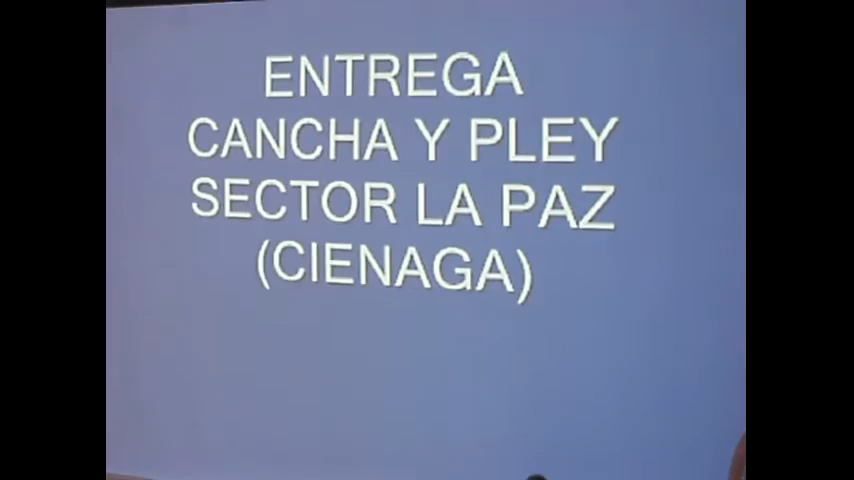 ENTREGA
CANCHA Y PLEY
SECTOR LA PAZ
(CIENAGA)